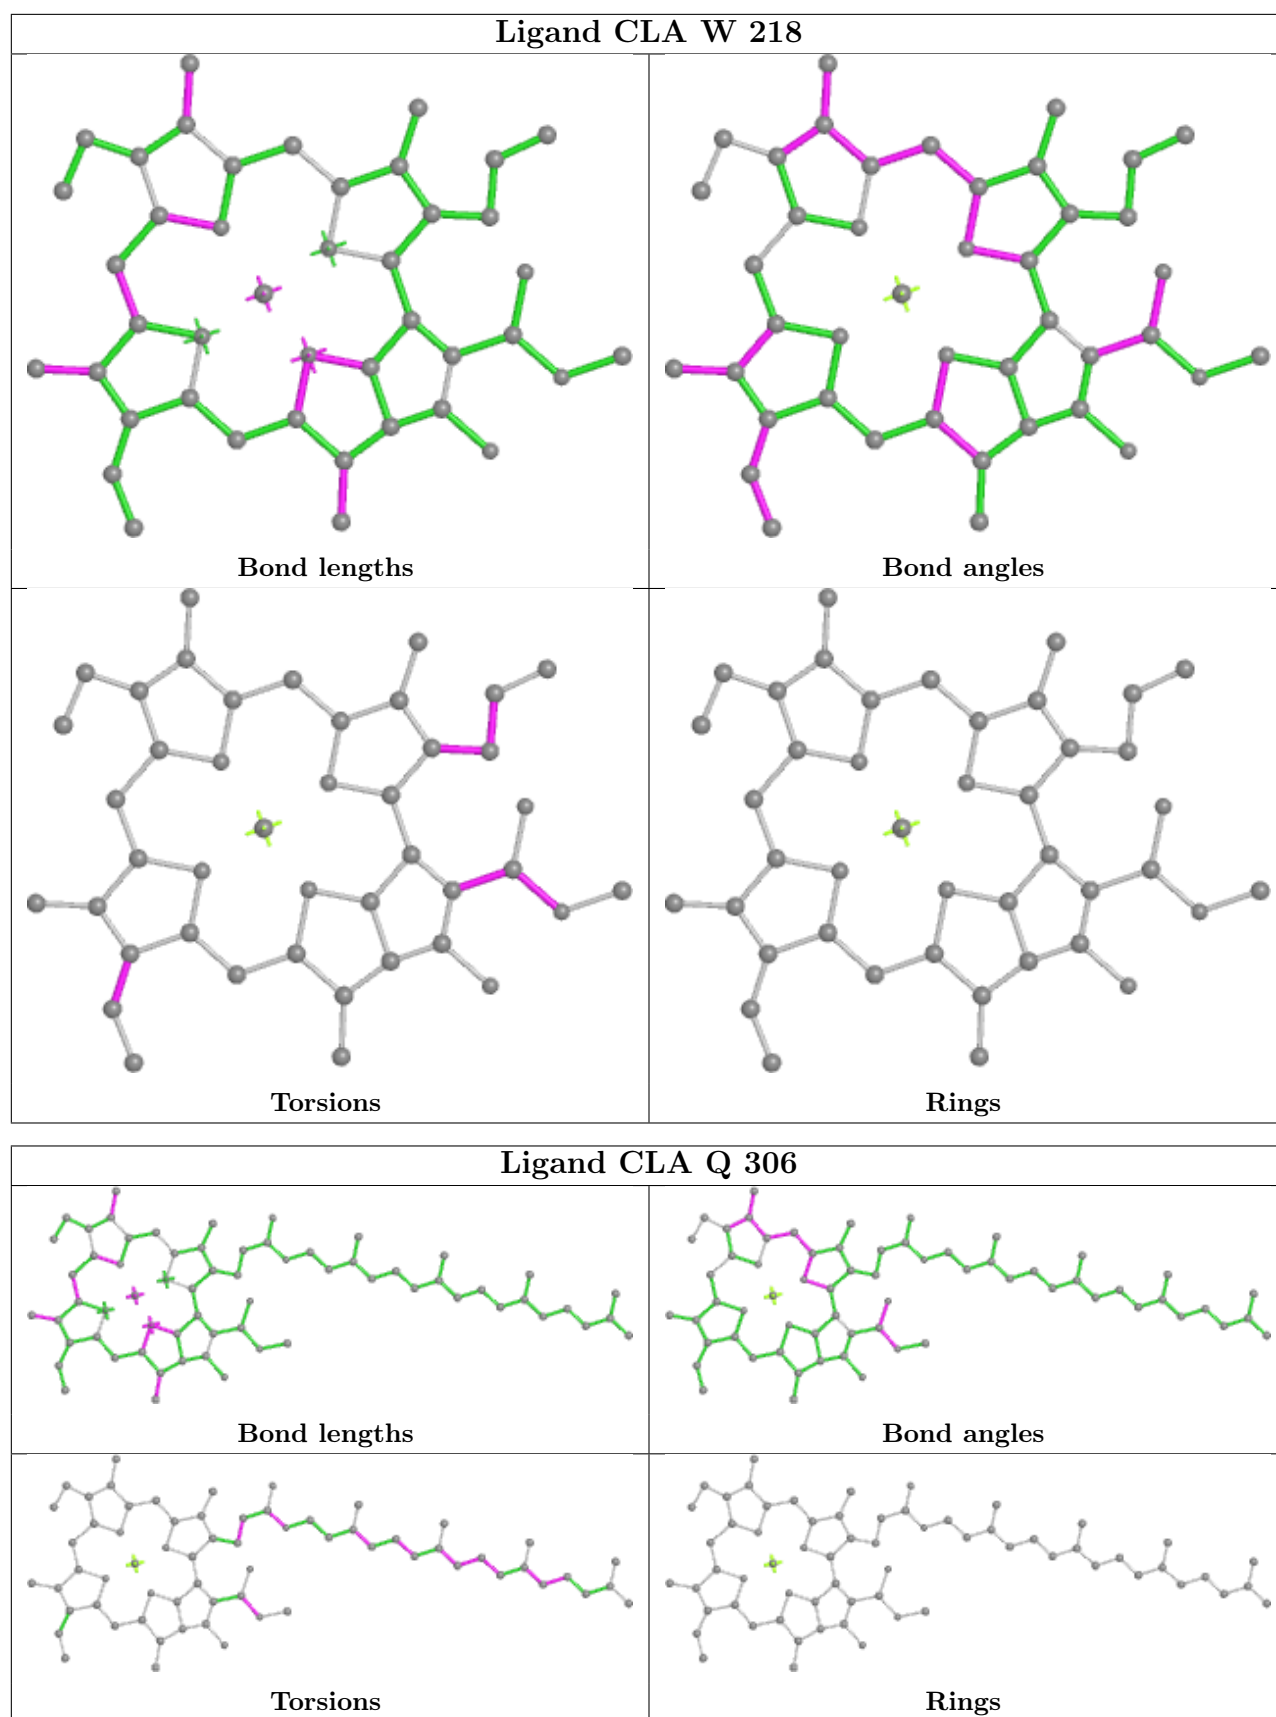 Ligand CLA W 218
Bond lengths
Bond angles
Torsions
Rings
Ligand CLA Q 306
Bond lengths
Bond angles
Torsions
Rings